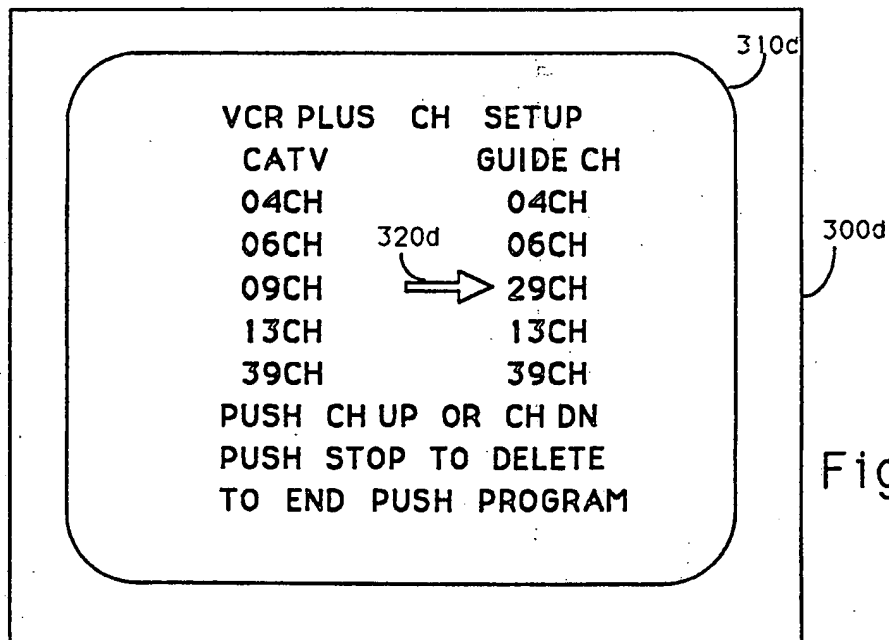 310d
VCR PLUS CH SETUP
CATV GUIDE CH
04CH 04CH
06CH 320d 06CH 300d
09CH 29CH
13CH 13CH
39CH 39CH
PUSH CH UP OR CH DN
PUSH STOP TO DELETE
TO END PUSH PROGRAM
Fig